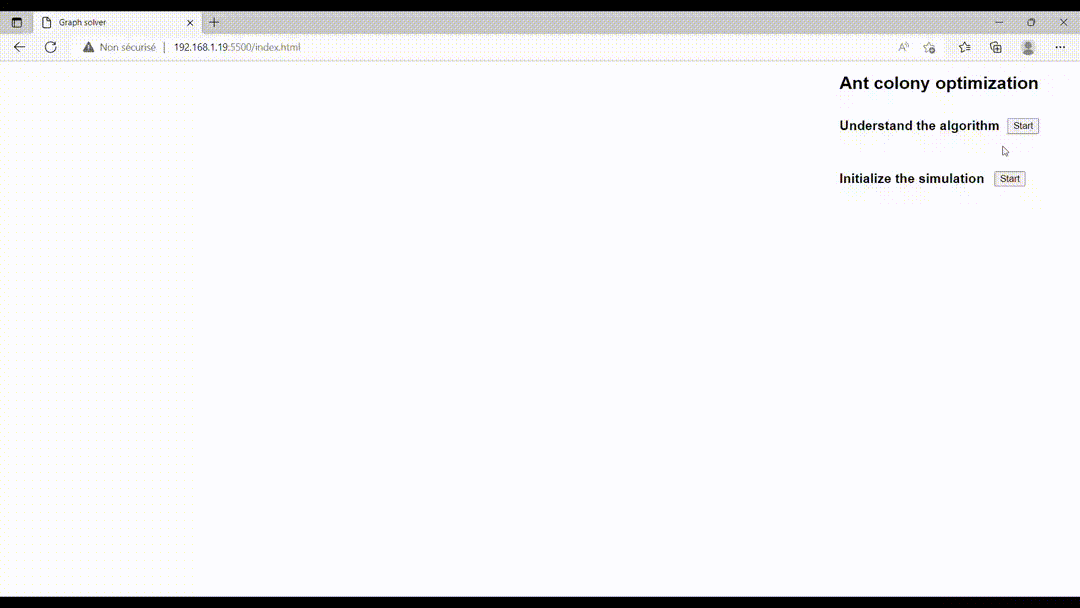 Graph solver
Non sécurisé | 192.168.1.19:5500/index.html
Ant colony optimization
Understand the algorithm Start
Initialize the simulation Start